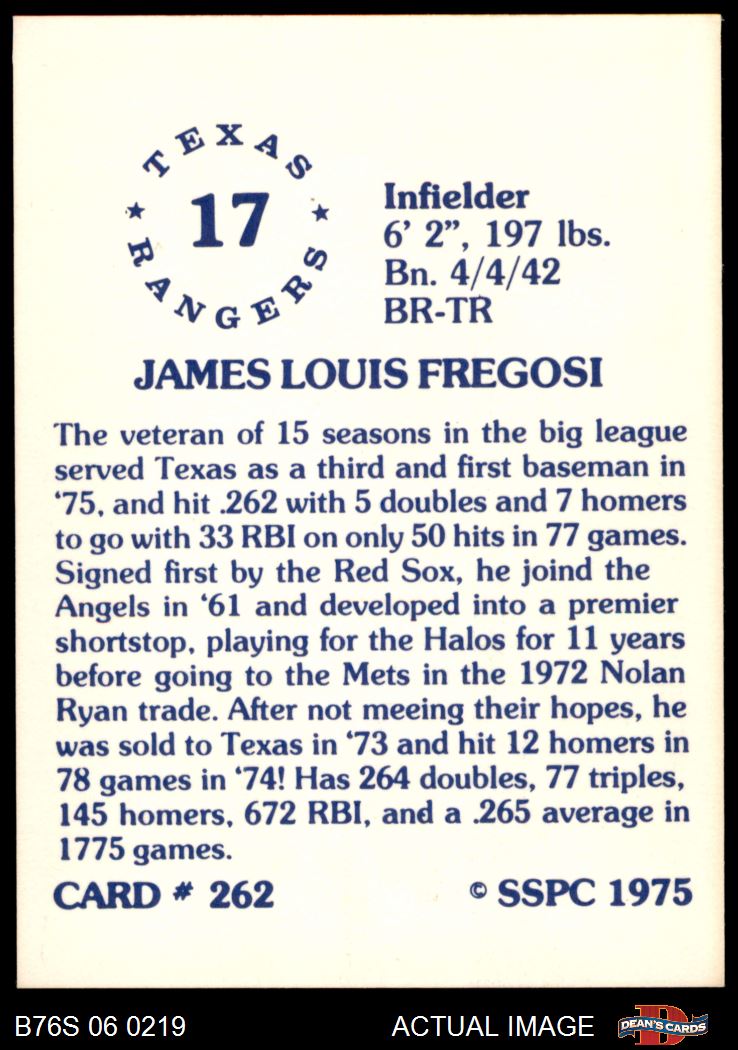 TEXAS
17
RANGERS
Infielder
6' 2”, 197 lbs.
Bn. 4/4/42
BR-TR
JAMES LOUIS FREGOSI
The veteran of 15 seasons in the big league
served Texas as a third and first baseman in
‘75, and hit .262 with 5 doubles and 7 homers
to go with 33 RBI on only 50 hits in 77 games.
Signed first by the Red Sox, he joind the
Angels in ‘61 and developed into a premier
shortstop, playing for the Halos for 11 years
before going to the Mets in the 1972 Nolan
Ryan trade. After not meeing their hopes, he
was sold to Texas in ‘73 and hit 12 homers in
78 games in ‘74! Has 264 doubles, 77 triples,
145 homers, 672 RBI, and a .265 average in
1775 games.
CARD # 262
© SSPC 1975
B76S 06 0219
ACTUAL IMAGE
D
DEAN'S CARDS